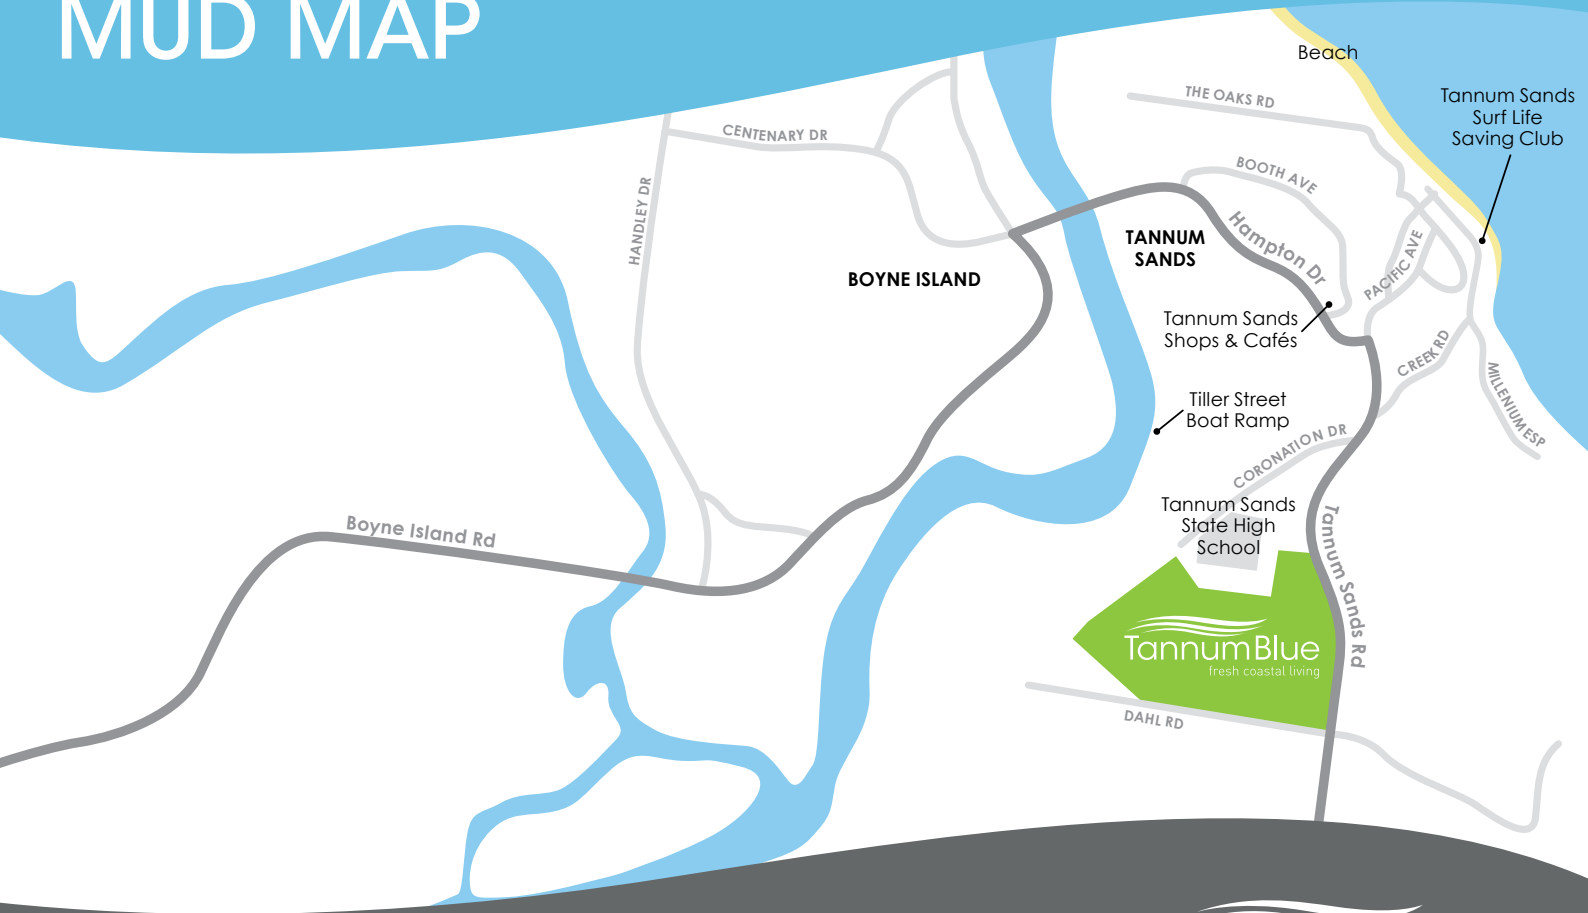 MUD MAP
Beach
THE OAKS RD
Tannum Sands
Surf Life
Saving Club
CENTENARY DR
BOOTH AVE
HANDLEY DR
Hampton Dr
TANNUM
SANDS
PACIFIC AVE
BOYNE ISLAND
Tannum Sands
Shops & Cafés
CREEK RD
MILLENIUM ESP
Tiller Street
Boat Ramp
CORONATION DR
Tannum Sands
State High
School
Boyne Island Rd
Tannum Sands Rd
TannumBlue
fresh coastal living
DAHL RD